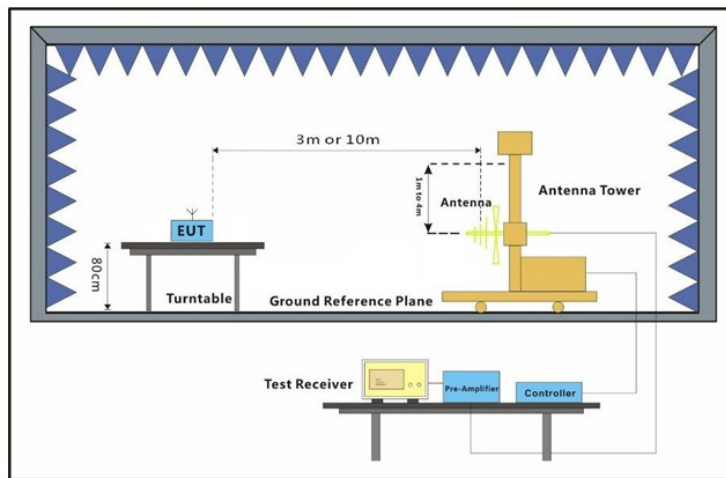 3m or 10m
1m to 4m
Antenna
Antenna Tower
EUT
80cm
Turntable
Ground Reference Plane
Test Receiver
Pre-Amplifier
Controller